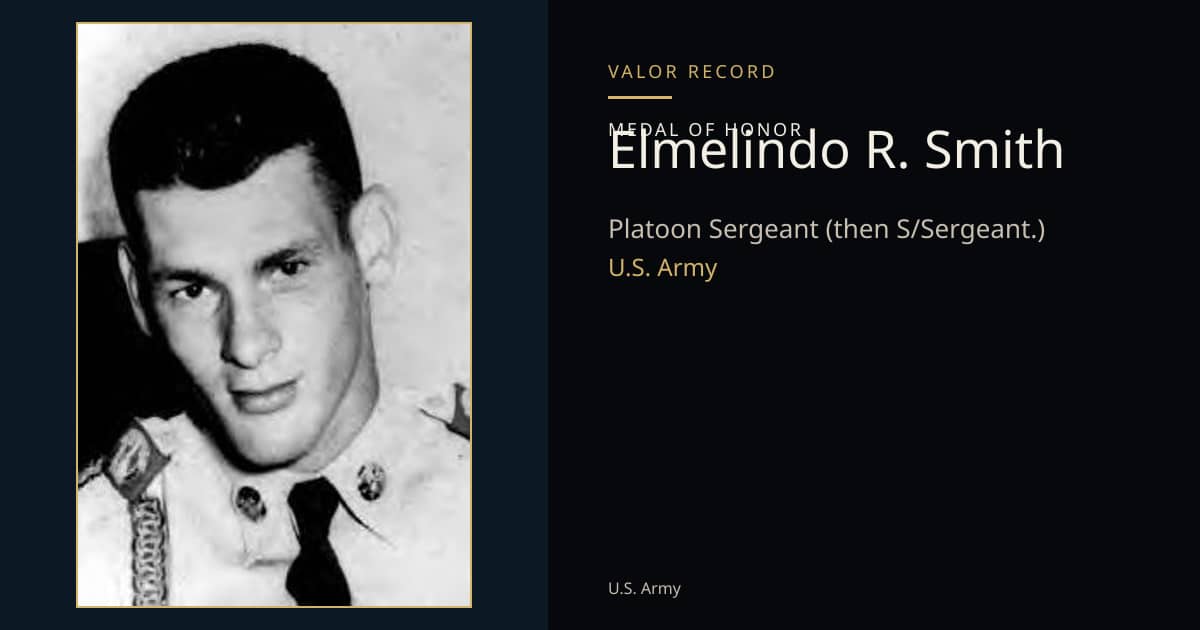 VALOR RECORD
MEDAL OF HONOR
Elmelindo R. Smith
Platoon Sergeant (then S/Sergeant.)
U.S. Army
U.S. Army